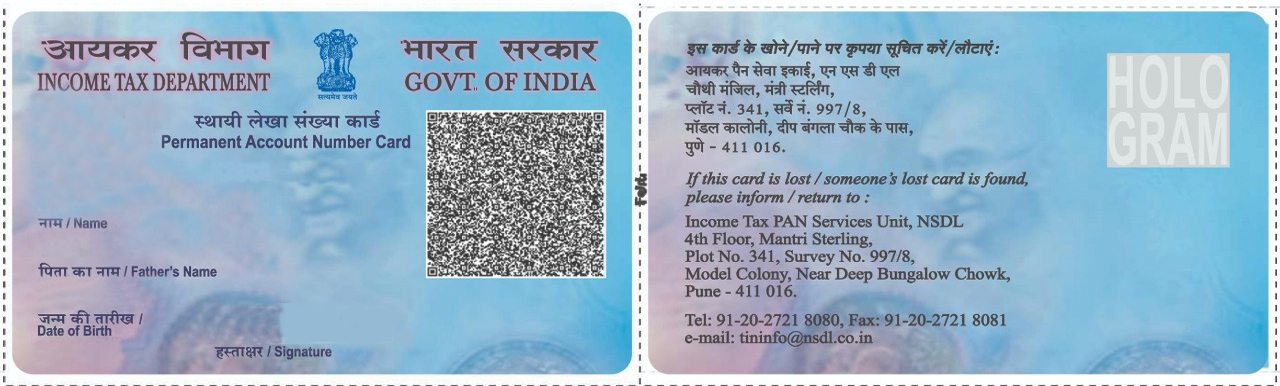 आयकर विभाग
INCOME TAX DEPARTMENT
सत्यमेव जयते
भारत सरकार
GOVT. OF INDIA
स्थायी लेखा संख्या कार्ड
Permanent Account Number Card
नाम / Name
पिता का नाम / Father's Name
जन्म की तारीख /
Date of Birth
हस्ताक्षर / Signature
Fold
इस कार्ड के खोने/पाने पर कृपया सूचित करें/लौटाएं :
आयकर पैन सेवा इकाई, एन एस डी एल
चौथी मंजिल, मंत्री स्टर्लिंग,
प्लॉट नं. 341, सर्वे नं. 997/8,
मॉडल कालोनी, दीप बंगला चौक के पास,
पुणे - 411 016.
If this card is lost / someone's lost card is found,
please inform / return to :
Income Tax PAN Services Unit, NSDL
4th Floor, Mantri Sterling,
Plot No. 341, Survey No. 997/8,
Model Colony, Near Deep Bungalow Chowk,
Pune - 411 016.
Tel: 91-20-2721 8080, Fax: 91-20-2721 8081
e-mail: tininfo@nsdl.co.in
HOLO
GRAM